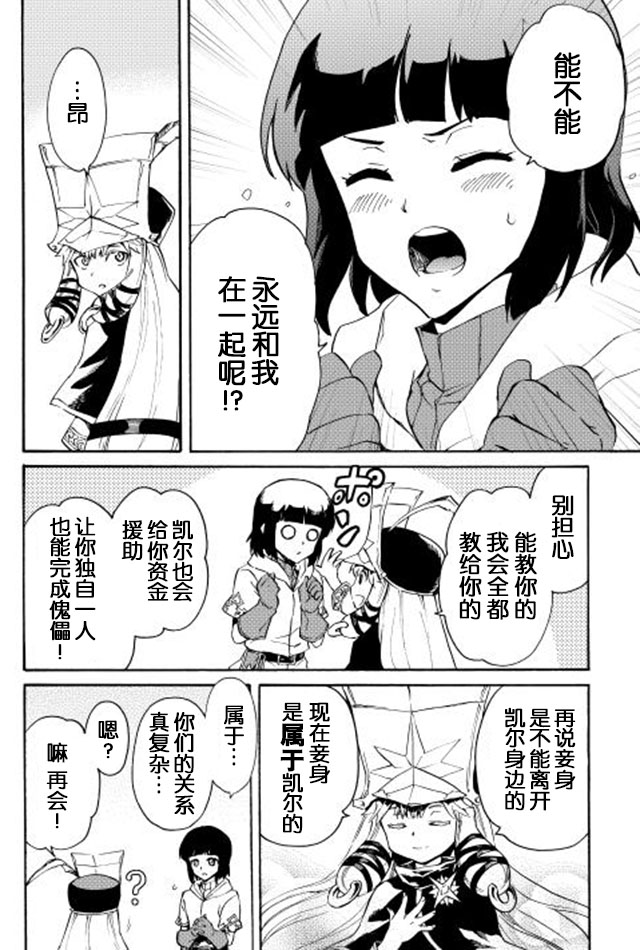 能不能
永远和我
在一起呢!?
…昂
别担心
能教你的
我会全都
教给你的
ポン
凯尔也会
给你资金
援助
让你独自一人
也能完成傀儡！
再说妾身
是不能离开
凯尔身边的
现在妾身
是属于凯尔的
属于…
你们的关系
真复杂…
嗯?
嘛 再会！
?